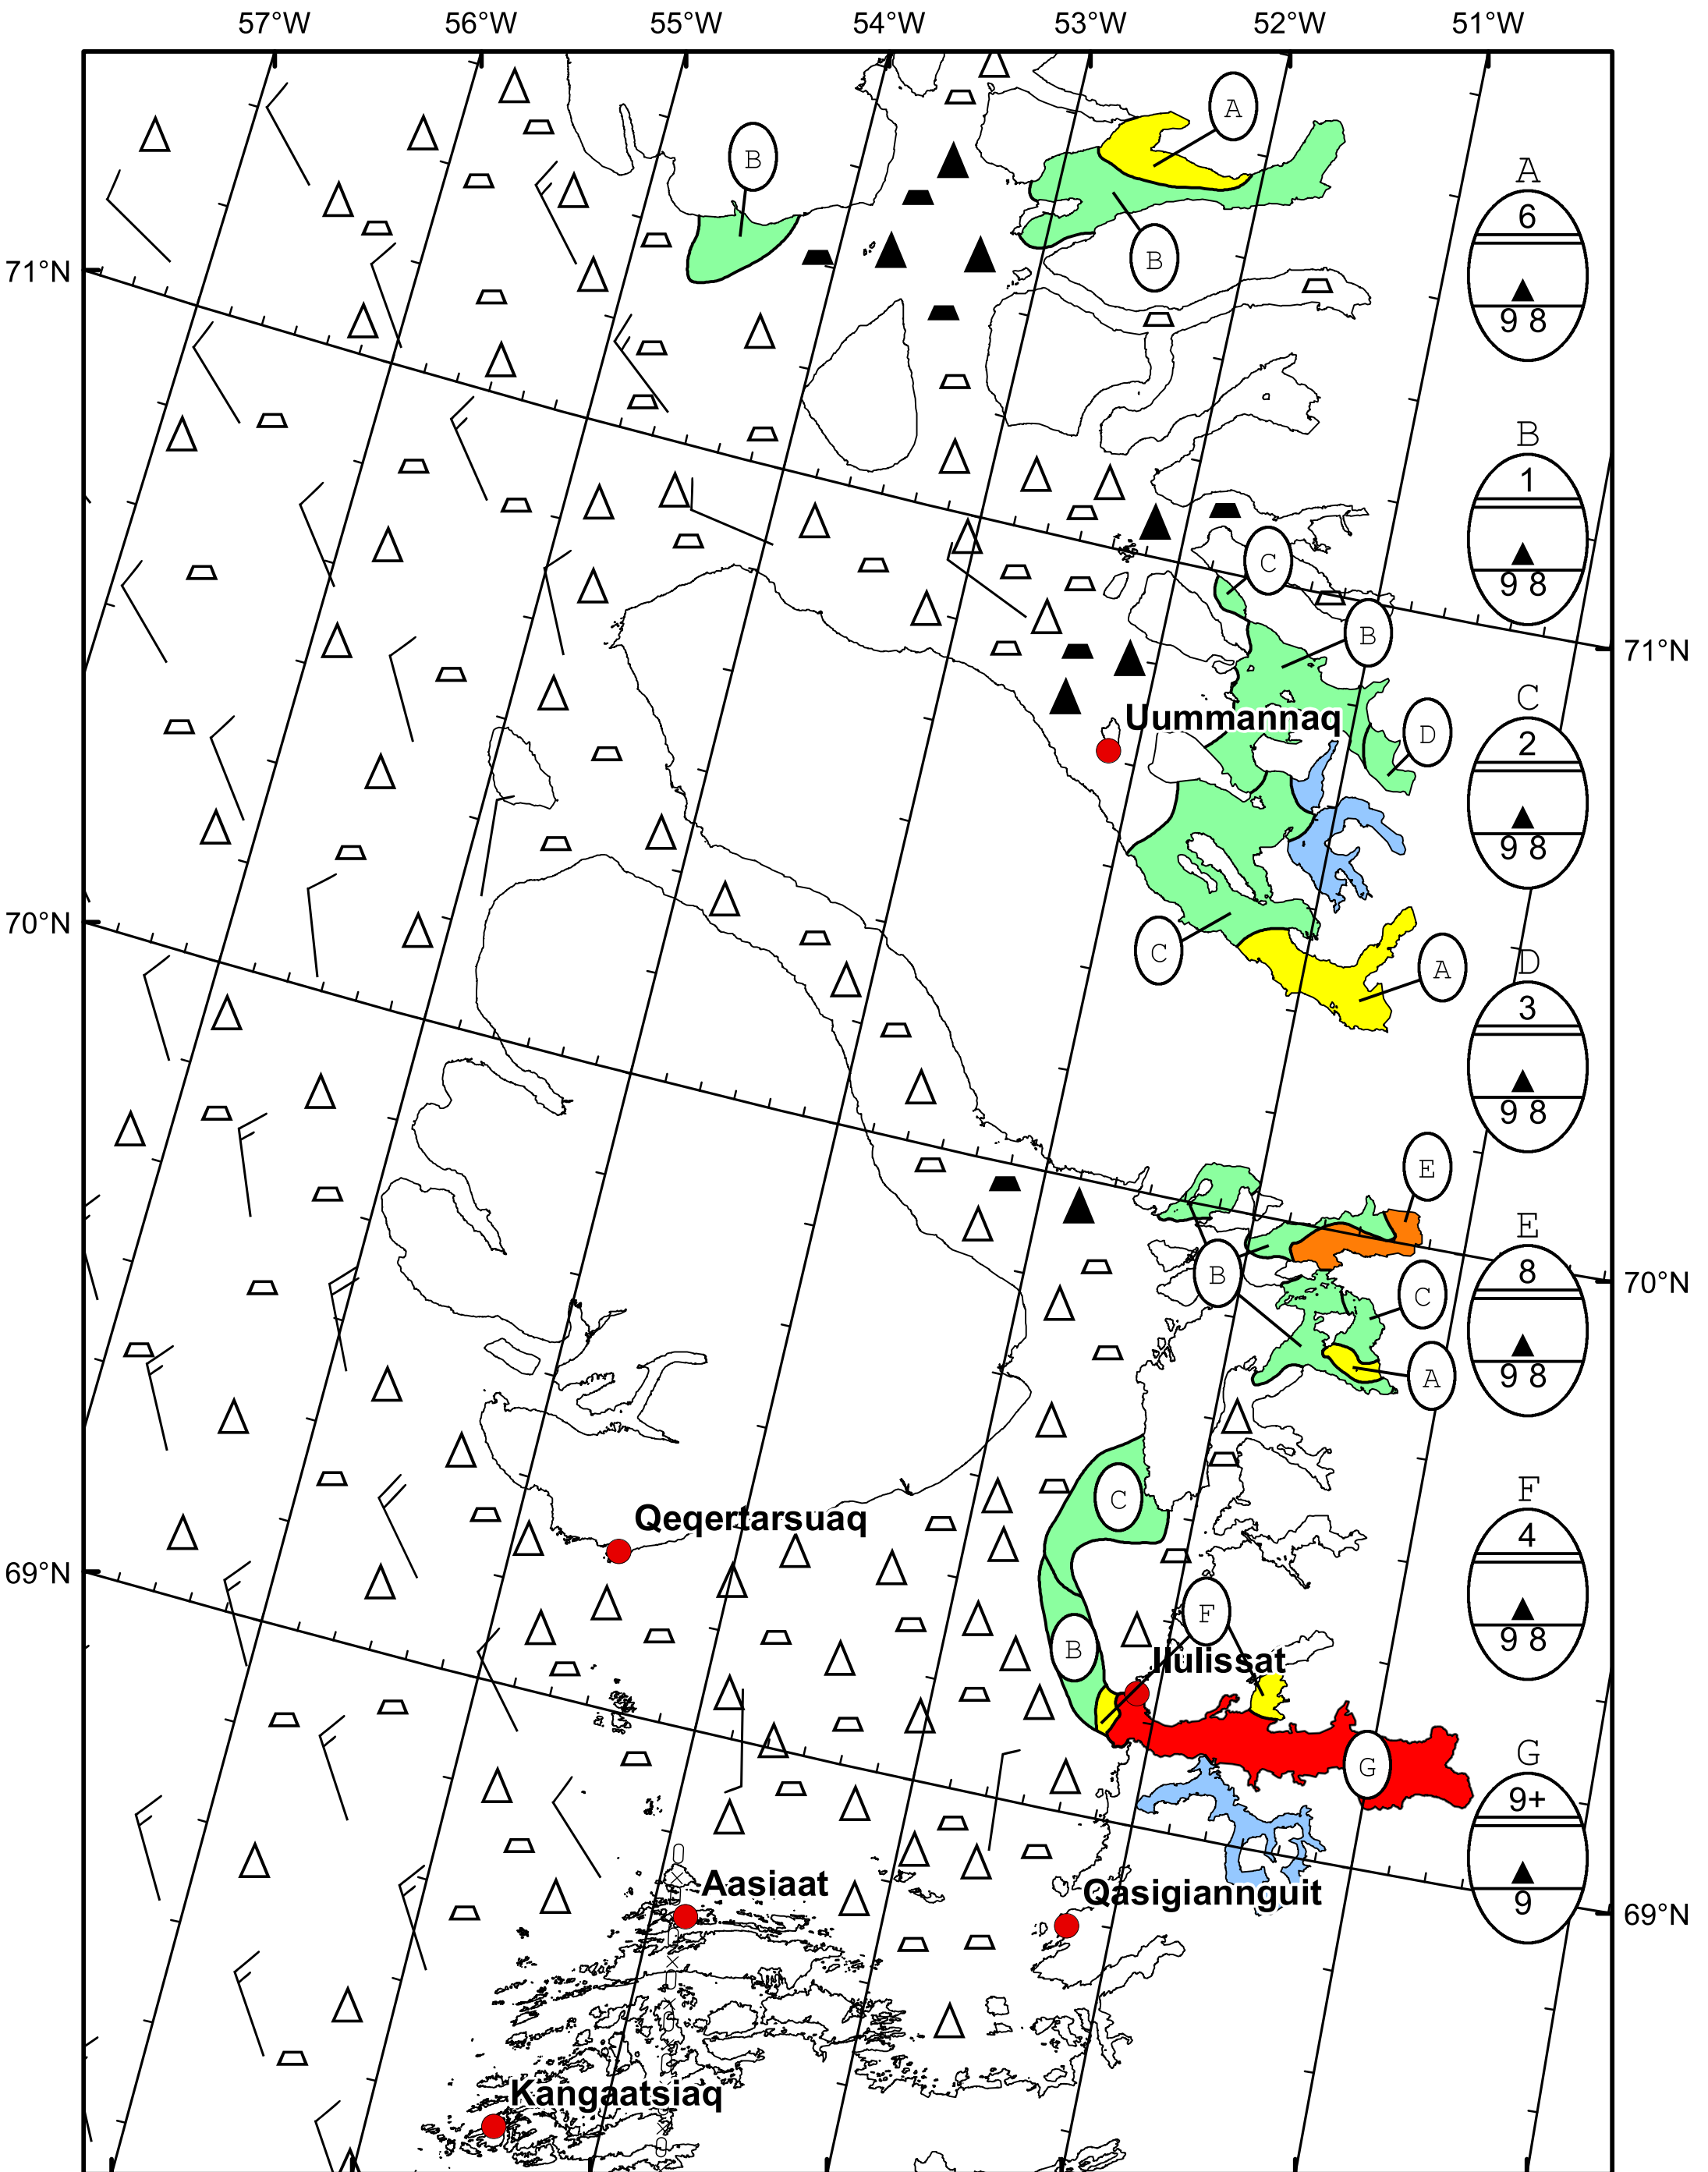 57°W 56°W 55°W 54°W 53°W 52°W 51°W
A
B
A
6
71°N
B
9 8
B
1
C
9 8
B
71°N
C
Uummannaq
D
2
9 8
70°N
C
A
D
3
9 8
E
E
B
70°N
8
C
A
9 8
C
F
Qeqertarsuaq
4
69°N
F
B
9 8
Ilulissat
G
G
9+
Aasiaat
Qasigiannguit
9
69°N
Kangaatsiaq